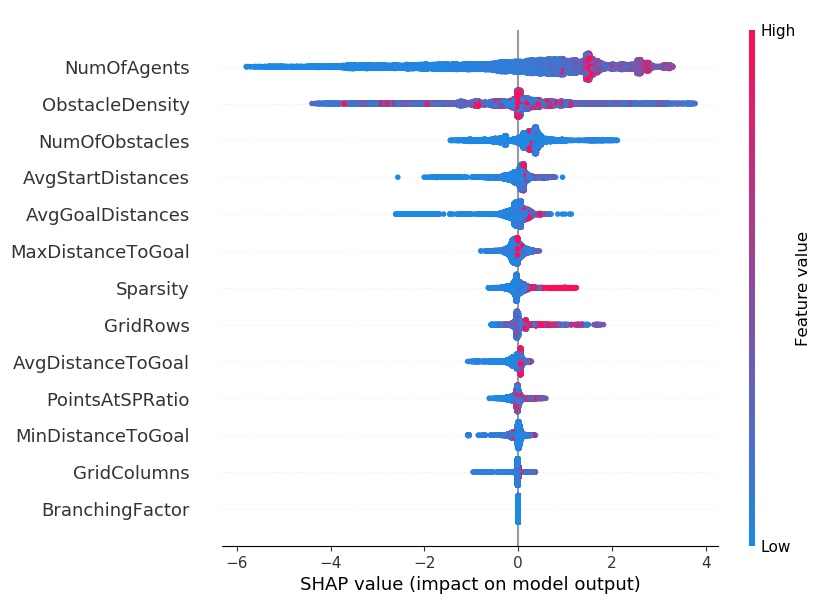 High
NumOfAgents
ObstacleDensity
NumOfObstacles
AvgStartDistances
AvgGoalDistances
MaxDistanceToGoal
Sparsity
GridRows
AvgDistanceToGoal
PointsAtSPRatio
MinDistanceToGoal
GridColumns
BranchingFactor
Feature value
Low
−6 −4 −2 0 2 4
SHAP value (impact on model output)